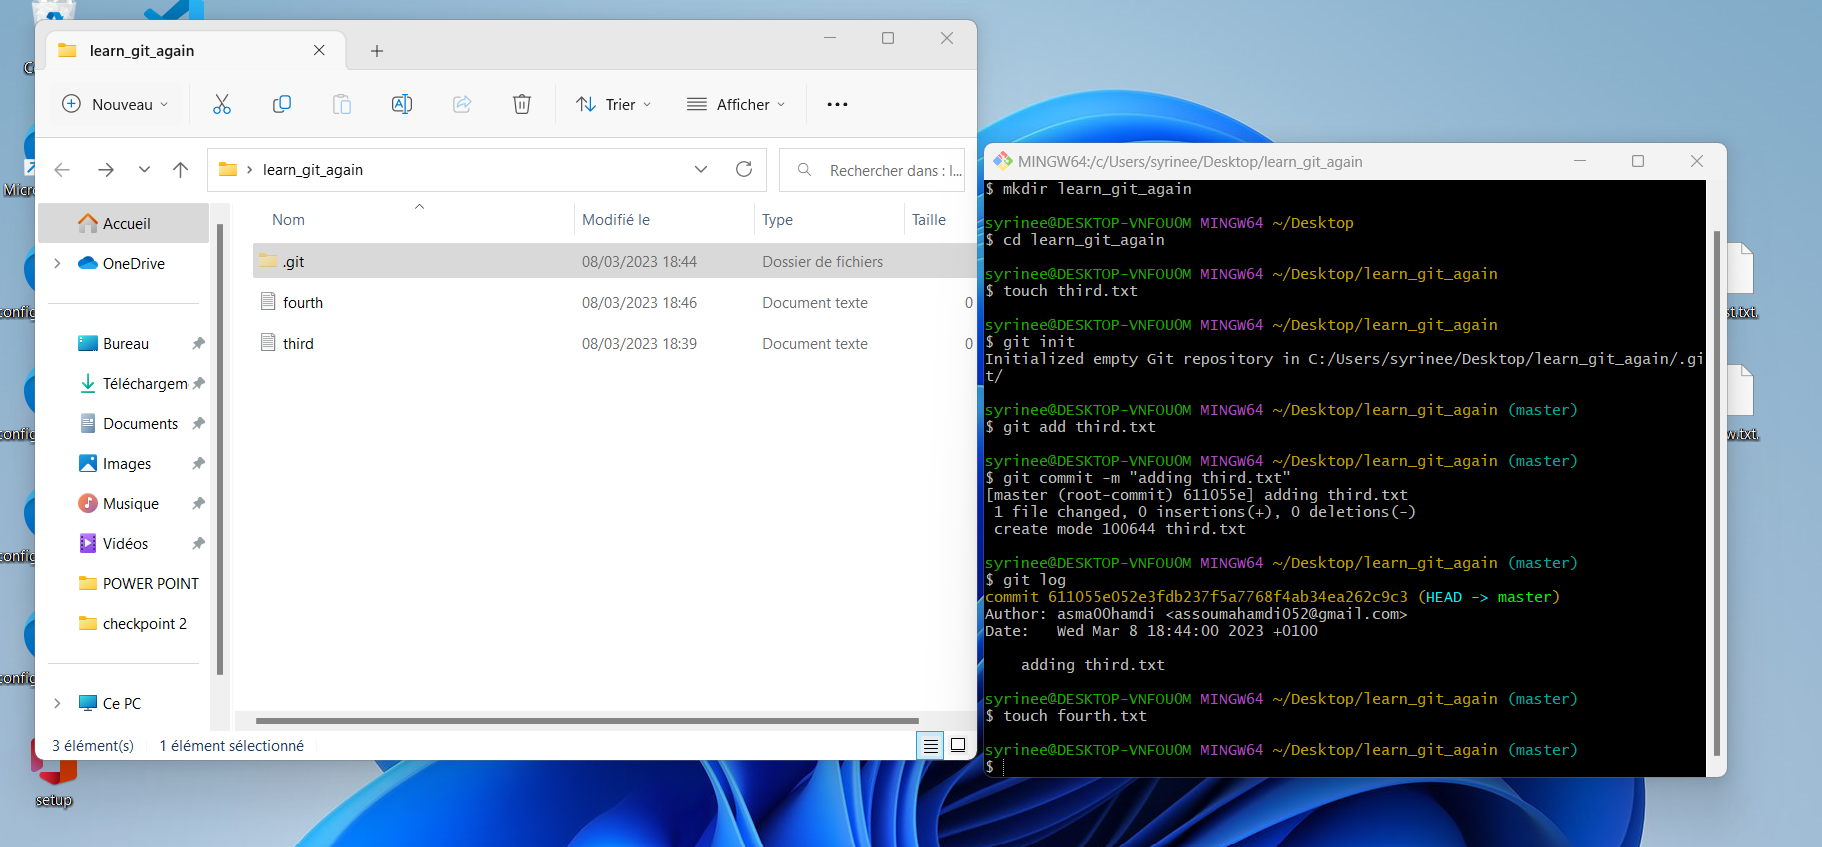 learn_git_again
Nouveau
Trier
Afficher
learn_git_again
Rechercher dans : l...
Nom
Modifié le
Type
Taille
.git
08/03/2023 18:44
Dossier de fichiers
fourth
08/03/2023 18:46
Document texte
0
third
08/03/2023 18:39
Document texte
0
Accueil
OneDrive
Bureau
Téléchargem
Documents
Images
Musique
Vidéos
POWER POINT
checkpoint 2
Ce PC
3 élément(s)
1 élément sélectionné
MINGW64:/c/Users/syrinee/Desktop/learn_git_again
$ mkdir learn_git_again
syrinee@DESKTOP-VNFOUOM MINGW64 ~/Desktop
$ cd learn_git_again
syrinee@DESKTOP-VNFOUOM MINGW64 ~/Desktop/learn_git_again
$ touch third.txt
syrinee@DESKTOP-VNFOUOM MINGW64 ~/Desktop/learn_git_again
$ git init
Initialized empty Git repository in C:/Users/syrinee/Desktop/learn_git_again/.gi
t/
syrinee@DESKTOP-VNFOUOM MINGW64 ~/Desktop/learn_git_again (master)
$ git add third.txt
syrinee@DESKTOP-VNFOUOM MINGW64 ~/Desktop/learn_git_again (master)
$ git commit -m "adding third.txt"
[master (root-commit) 611055e] adding third.txt
1 file changed, 0 insertions(+), 0 deletions(-)
create mode 100644 third.txt
syrinee@DESKTOP-VNFOUOM MINGW64 ~/Desktop/learn_git_again (master)
$ git log
commit 611055e052e3fdb237f5a7768f4ab34ea262c9c3 (HEAD -> master)
Author: asma00hamdi <assoumahamdi052@gmail.com>
Date:   Wed Mar 8 18:44:00 2023 +0100
adding third.txt
syrinee@DESKTOP-VNFOUOM MINGW64 ~/Desktop/learn_git_again (master)
$ touch fourth.txt
syrinee@DESKTOP-VNFOUOM MINGW64 ~/Desktop/learn_git_again (master)
$
Micro
config
config
config
config
st.txt.
w.txt.
setup